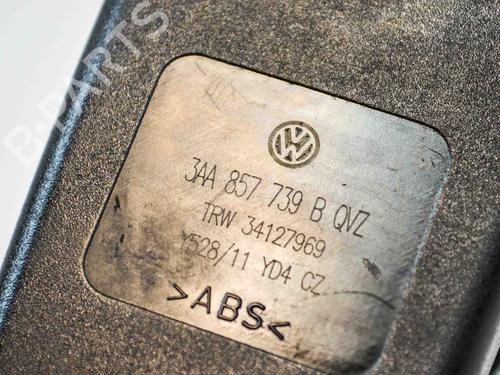 B-PARTS
3AA 857 739 B QVZ
TRW 34127969
Y528/11 YD4 CZ
>ABS<